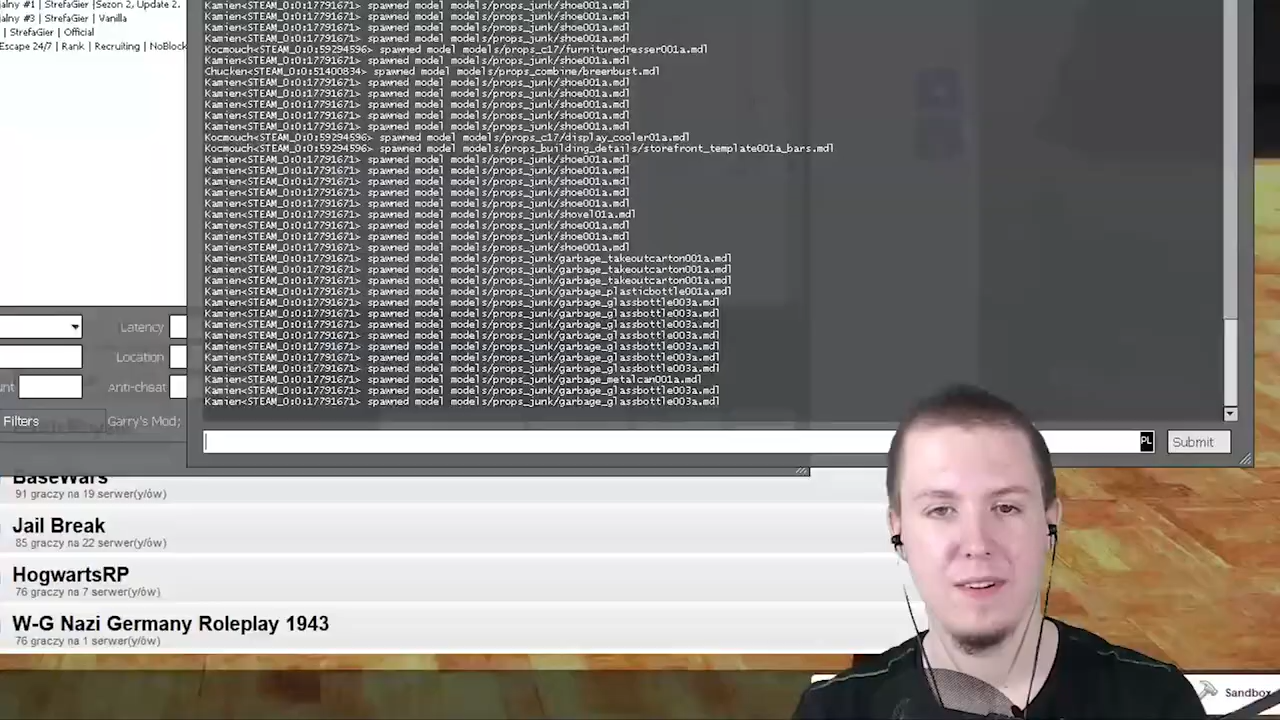 alny #1 | StrefaGier |Sezon 2, Update 2.
alny #3 | StrefaGier | Vanilla
| StrefaGier | Official
Escape 24/7 | Rank | Recruiting | NoBlock
Kamien<STEAM_0:0:17791671> spawned model models/props_junk/shoe001a.mdl
Kamien<STEAM_0:0:17791671> spawned model models/props_junk/shoe001a.mdl
Kamien<STEAM_0:0:17791671> spawned model models/props_junk/shoe001a.mdl
Kamien<STEAM_0:0:17791671> spawned model models/props_junk/shoe001a.mdl
Kocmouch<STEAM_0:0:59294596> spawned model models/props_c17/furnituredresser001a.mdl
Kamien<STEAM_0:0:17791671> spawned model models/props_junk/shoe001a.mdl
Chucken<STEAM_0:0:51400834> spawned model models/props_combine/breenbust.mdl
Kamien<STEAM_0:0:17791671> spawned model models/props_junk/shoe001a.mdl
Kamien<STEAM_0:0:17791671> spawned model models/props_junk/shoe001a.mdl
Kamien<STEAM_0:0:17791671> spawned model models/props_junk/shoe001a.mdl
Kamien<STEAM_0:0:17791671> spawned model models/props_junk/shoe001a.mdl
Kamien<STEAM_0:0:17791671> spawned model models/props_junk/shoe001a.mdl
Kocmouch<STEAM_0:0:59294596> spawned model models/props_c17/display_cooler01a.mdl
Kocmouch<STEAM_0:0:59294596> spawned model models/props_building_details/storefront_template001a_bars.mdl
Kamien<STEAM_0:0:17791671> spawned model models/props_junk/shoe001a.mdl
Kamien<STEAM_0:0:17791671> spawned model models/props_junk/shoe001a.mdl
Kamien<STEAM_0:0:17791671> spawned model models/props_junk/shoe001a.mdl
Kamien<STEAM_0:0:17791671> spawned model models/props_junk/shoe001a.mdl
Kamien<STEAM_0:0:17791671> spawned model models/props_junk/shoe001a.mdl
Kamien<STEAM_0:0:17791671> spawned model models/props_junk/shovel01a.mdl
Kamien<STEAM_0:0:17791671> spawned model models/props_junk/shoe001a.mdl
Kamien<STEAM_0:0:17791671> spawned model models/props_junk/shoe001a.mdl
Kamien<STEAM_0:0:17791671> spawned model models/props_junk/shoe001a.mdl
Kamien<STEAM_0:0:17791671> spawned model models/props_junk/garbage_takeoutcarton001a.mdl
Kamien<STEAM_0:0:17791671> spawned model models/props_junk/garbage_takeoutcarton001a.mdl
Kamien<STEAM_0:0:17791671> spawned model models/props_junk/garbage_takeoutcarton001a.mdl
Kamien<STEAM_0:0:17791671> spawned model models/props_junk/garbage_plasticbottle001a.mdl
Kamien<STEAM_0:0:17791671> spawned model models/props_junk/garbage_glassbottle003a.mdl
Kamien<STEAM_0:0:17791671> spawned model models/props_junk/garbage_glassbottle003a.mdl
Kamien<STEAM_0:0:17791671> spawned model models/props_junk/garbage_glassbottle003a.mdl
Kamien<STEAM_0:0:17791671> spawned model models/props_junk/garbage_glassbottle003a.mdl
Kamien<STEAM_0:0:17791671> spawned model models/props_junk/garbage_glassbottle003a.mdl
Kamien<STEAM_0:0:17791671> spawned model models/props_junk/garbage_glassbottle003a.mdl
Kamien<STEAM_0:0:17791671> spawned model models/props_junk/garbage_glassbottle003a.mdl
Kamien<STEAM_0:0:17791671> spawned model models/props_junk/garbage_metalcan001a.mdl
Kamien<STEAM_0:0:17791671> spawned model models/props_junk/garbage_glassbottle003a.mdl
Kamien<STEAM_0:0:17791671> spawned model models/props_junk/garbage_glassbottle003a.mdl
Latency
Location
Anti-cheat
Filters
Garry's Mod;
PL
Submit
BaseWars
91 graczy na 19 serwer(y/ów)
Jail Break
85 graczy na 22 serwer(y/ów)
HogwartsRP
76 graczy na 7 serwer(y/ów)
W-G Nazi Germany Roleplay 1943
76 graczy na 1 serwer(y/ów)
Sandbox